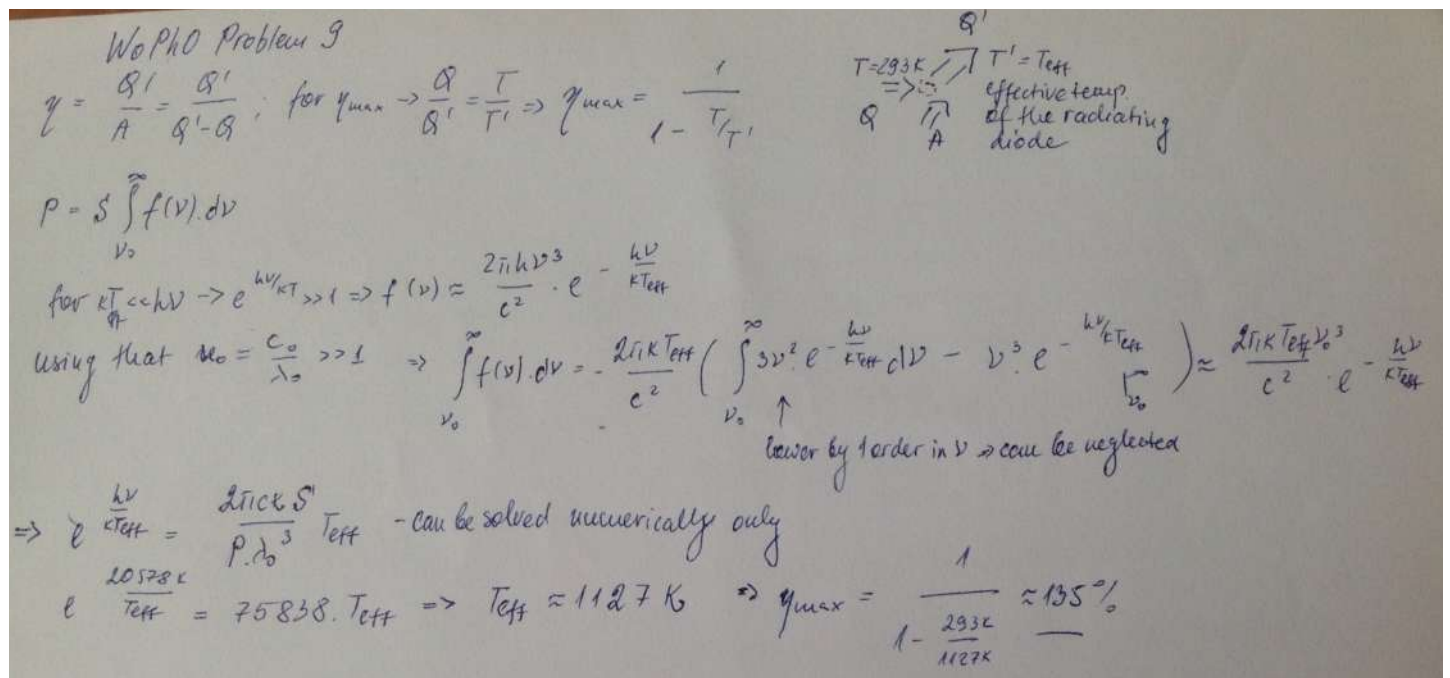 WoPhO Problem 9
η = Q'/A = Q'/(Q'-Q) ; for η max → Q/Q' = T/T' => η max = 1/(1 - T/T')
Q'
T=293K T' = Teff
=> effective temp.
Q of the radiating
A diode
P = S ∫_{ν₀}^{∞} f(ν).dν
for kT_eff << hν → e^{hν/kT} >> 1 => f(ν) ≈ 2πhν³/c² . e^{-hν/kTeff}
using that ν₀ = c₀/λ₀ >> 1 => ∫_{ν₀}^{∞} f(ν).dν = - 2πkTeff/c² ( ∫_{ν₀}^{∞} 3ν² e^{-hν/kTeff} dν - ν³. e^{-hν/kTeff} |_{ν₀}^{∞} ) ≈ 2πkTeff ν₀³/c² . e^{-hν/kTeff}
↑
lower by 1 order in ν => can be neglected
=> e^{hν/kTeff} = 2πck S/(P.λ₀³) Teff - can be solved numerically only
e^{20578K/Teff} = 75838. Teff => Teff ≈ 1127 K => η max = 1/(1 - 293K/1127K) ≈ 135%